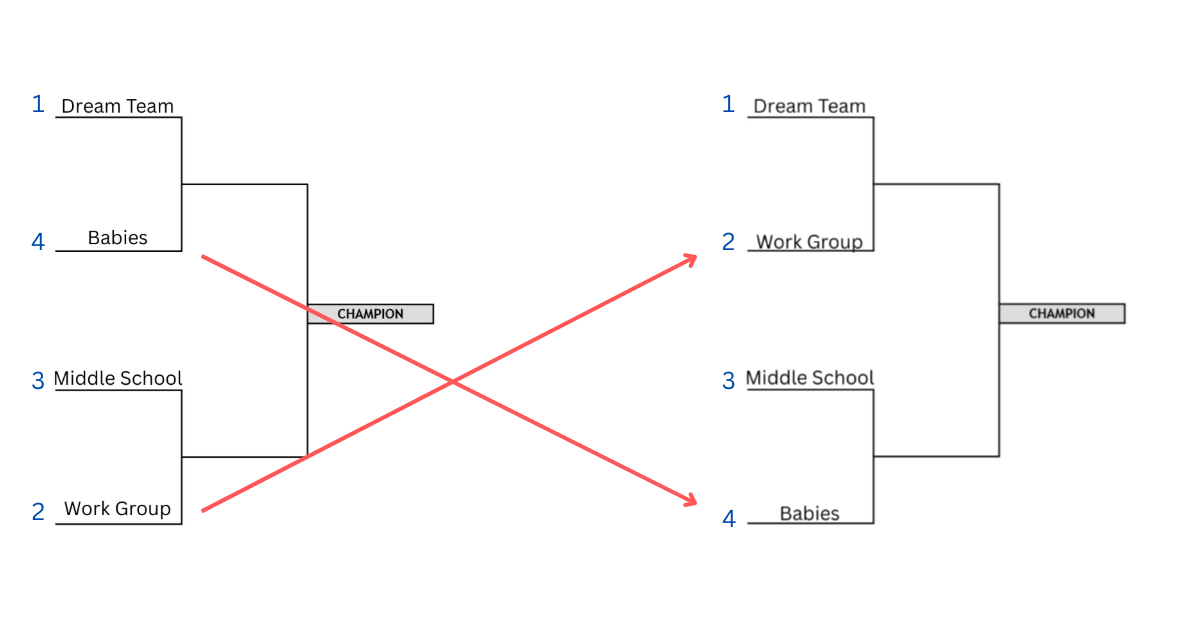 1 Dream Team
4 Babies
CHAMPION
3 Middle School
2 Work Group
1 Dream Team
2 Work Group
CHAMPION
3 Middle School
4 Babies